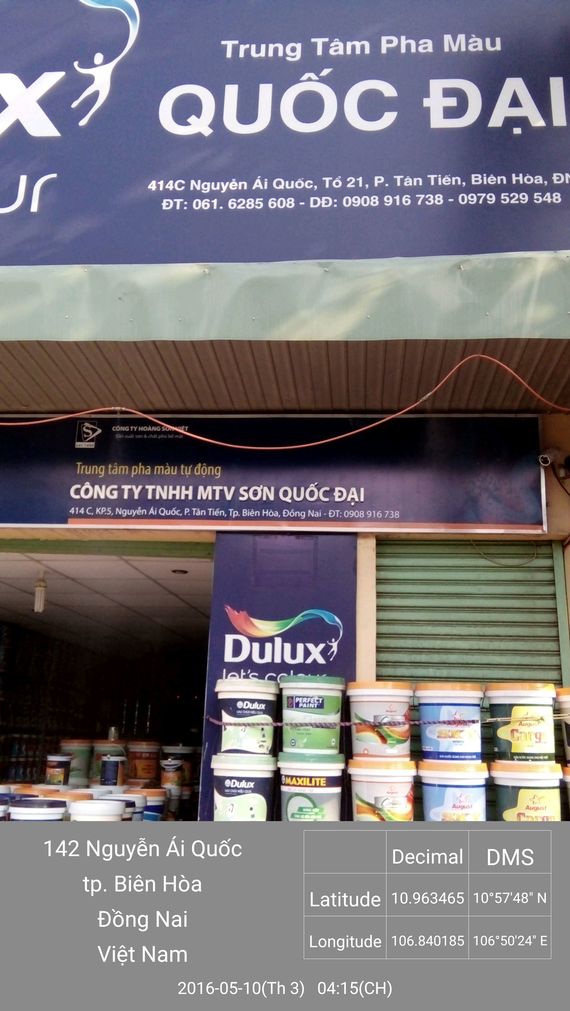 x
ur
Trung Tâm Pha Màu
QUỐC ĐẠI
414C Nguyễn Ái Quốc, Tổ 21, P. Tân Tiến, Biên Hòa, ĐN
ĐT: 061. 6285 608 - DĐ: 0908 916 738 - 0979 529 548
CÔNG TY HOÀNG SƠN VIỆT
Trung tâm pha màu tự động
CÔNG TY TNHH MTV SƠN QUỐC ĐẠI
414 C, KP.5, Nguyễn Ái Quốc, P. Tân Tiến, Tp. Biên Hòa, Đồng Nai - ĐT: 0908 916 738
Dulux
let's colour
Dulux
PERFECT PAINT
Dulux
MAXILITE
August
August
142 Nguyễn Ái Quốc
tp. Biên Hòa
Đồng Nai
Việt Nam
Decimal DMS
Latitude 10.963465 10°57'48" N
Longitude 106.840185 106°50'24" E
2016-05-10(Th 3) 04:15(CH)